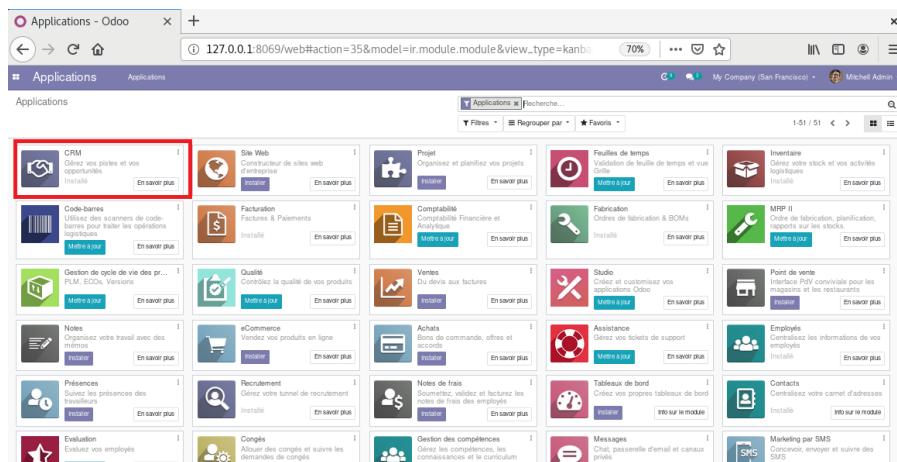 Applications - Odoo
127.0.0.1:8069/web#action=35&model=ir.module.module&view_type=kanba
70%
Applications
Applications
My Company (San Francisco)
Mitchell Admin
Applications
Applications
Recherche...
Filtres
Regrouper par
Favoris
1-51 / 51
CRM
Gérez vos pistes et vos
opportunités
Installé
En savoir plus
Site Web
Constructeur de sites web
d'entreprise
Installer
En savoir plus
Projet
Organisez et planifiez vos projets
Installer
En savoir plus
Feuilles de temps
Validation de feuille de temps et vue
Grille
Mettre à jour
En savoir plus
Inventaire
Gérez votre stock et vos activités
logistiques
Installé
En savoir plus
Code-barres
Utilisez des scanners de code-
barres pour traiter les opérations
logistiques
Mettre à jour
En savoir plus
Facturation
Factures & Paiements
Installé
En savoir plus
Comptabilité
Comptabilité Financière et
Analytique
Mettre à jour
En savoir plus
Fabrication
Ordres de fabrication & BOMs
Installé
En savoir plus
MRP II
Ordre de fabrication, planification,
rapports sur les stocks.
Mettre à jour
En savoir plus
Gestion de cycle de vie des pr...
PLM, ECOs, Versions
Mettre à jour
En savoir plus
Qualité
Contrôlez la qualité de vos produits
Mettre à jour
En savoir plus
Ventes
Du devis aux factures
Installer
En savoir plus
Studio
Créez et customisez vos
applications Odoo
Mettre à jour
En savoir plus
Point de vente
Interface PdV conviviale pour les
magasins et les restaurants
Installer
En savoir plus
Notes
Organisez votre travail avec des
mémos
Installer
En savoir plus
eCommerce
Vendez vos produits en ligne
Installer
En savoir plus
Achats
Bons de commande, offres et
accords
Installer
En savoir plus
Assistance
Gérez vos tickets de support
Mettre à jour
En savoir plus
Employés
Centralisez les informations de vos
employés
Installé
En savoir plus
Présences
Suivez les présences des
travailleurs
Installer
En savoir plus
Recrutement
Gérez votre tunnel de recrutement
Installé
En savoir plus
Notes de frais
Soumettez, validez et facturez les
notes de frais des employés
Installer
En savoir plus
Tableaux de bord
Créez vos propres tableaux de bord
Installer
Info sur le module
Contacts
Centralisez votre carnet d'adresses
Installé
Info sur le module
Evaluation
Evaluez vos employés
Congés
Allouer des congés et suivre les
demandes de congés
Gestion des compétences
Gérez les compétences, les
connaissances et le curriculum
Messages
Chat, passerelle d'email et canaux
privés
SMS
Marketing par SMS
Concevoir, envoyer et suivre des
SMS